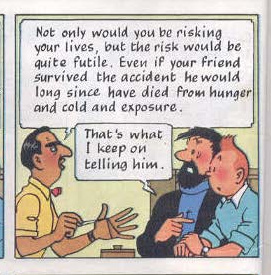 Not only would you be risking
your lives, but the risk would be
quite futile. Even if your friend
survived the accident he would
long since have died from hunger
and cold and exposure.
That's what
I keep on
telling him.